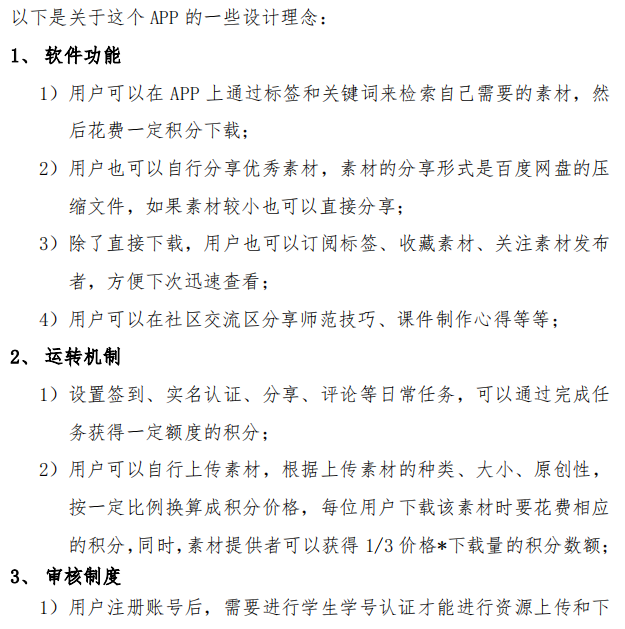 以下是关于这个 APP 的一些设计理念：
1、 软件功能
1）用户可以在 APP 上通过标签和关键词来检索自己需要的素材，然
后花费一定积分下载；
2）用户也可以自行分享优秀素材，素材的分享形式是百度网盘的压
缩文件，如果素材较小也可以直接分享；
3）除了直接下载，用户也可以订阅标签、收藏素材、关注素材发布
者，方便下次迅速查看；
4）用户可以在社区交流区分享师范技巧、课件制作心得等等；
2、 运转机制
1）设置签到、实名认证、分享、评论等日常任务，可以通过完成任
务获得一定额度的积分；
2）用户可以自行上传素材，根据上传素材的种类、大小、原创性，
按一定比例换算成积分价格，每位用户下载该素材时要花费相应
的积分，同时，素材提供者可以获得 1/3 价格*下载量的积分数额；
3、 审核制度
1）用户注册账号后，需要进行学生学号认证才能进行资源上传和下